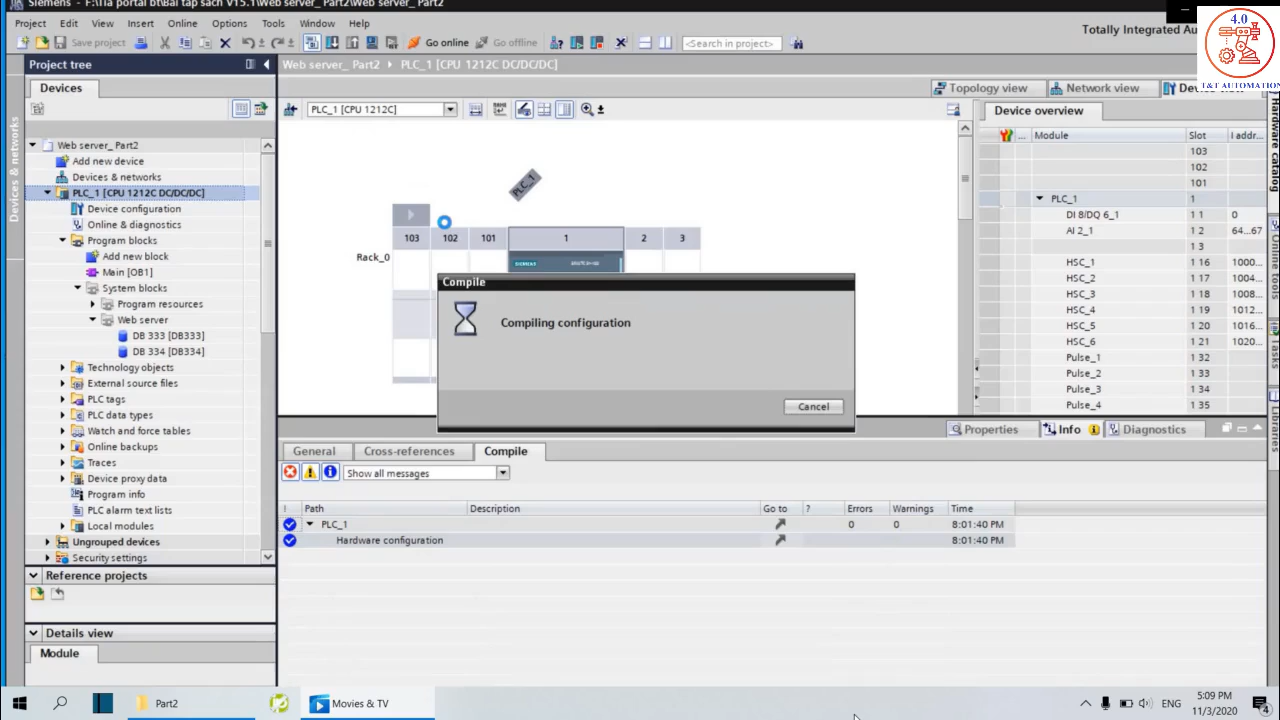 Siemens - F:\Tia portal bt\Bai tap sach V15.1\Web server_ Part2\Web server_ Part2
Project Edit View Insert Online Options Tools Window Help
Totally Integrated Au
4.0
T&T AUTOMATION
Save project
Go online
Go offline
<Search in project>
Project tree
Web server_ Part2
PLC_1 [CPU 1212C DC/DC/DC]
Devices
Topology view
Network view
Devices & networks
PLC_1 [CPU 1212C]
Device overview
Hardware catalog
Online tools
Tasks
Libraries
Module
Slot
I addr...
Web server_ Part2
Add new device
Devices & networks
PLC_1 [CPU 1212C DC/DC/DC]
Device configuration
Online & diagnostics
Program blocks
Add new block
Main [OB1]
System blocks
Program resources
Web server
DB 333 [DB333]
DB 334 [DB334]
Technology objects
External source files
PLC tags
PLC data types
Watch and force tables
Online backups
Traces
Device proxy data
Program info
PLC alarm text lists
Local modules
Ungrouped devices
Security settings
Reference projects
Details view
Module
PLC_1
103 102 101 1 2 3
Rack_0
SIEMENS
103
102
101
PLC_1 1
DI 8/DQ 6_1 1 1 0
AI 2_1 1 2 64...67
1 3
HSC_1 1 16 1000...
HSC_2 1 17 1004...
HSC_3 1 18 1008...
HSC_4 1 19 1012...
HSC_5 1 20 1016...
HSC_6 1 21 1020...
Pulse_1 1 32
Pulse_2 1 33
Pulse_3 1 34
Pulse_4 1 35
Compile
Compiling configuration
Cancel
Properties
Info
Diagnostics
General
Cross-references
Compile
Show all messages
! Path Description Go to ? Errors Warnings Time
PLC_1 0 0 8:01:40 PM
Hardware configuration 8:01:40 PM
Part2
Movies & TV
ENG
5:09 PM
11/3/2020
4